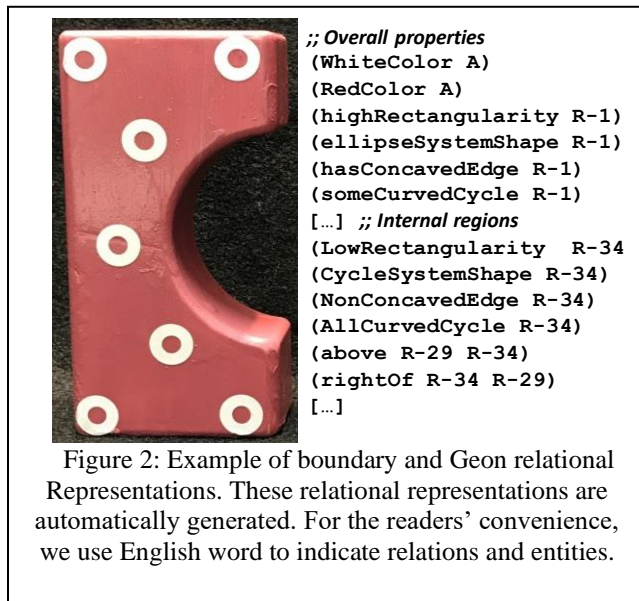 ;; Overall properties
(WhiteColor A)
(RedColor A)
(highRectangularity R-1)
(ellipseSystemShape R-1)
(hasConcavedEdge R-1)
(someCurvedCycle R-1)
[…] ;; Internal regions
(LowRectangularity R-34
(CycleSystemShape R-34)
(NonConcavedEdge R-34)
(AllCurvedCycle R-34)
(above R-29 R-34)
(rightOf R-34 R-29)
[…]
Figure 2: Example of boundary and Geon relational
Representations. These relational representations are
automatically generated. For the readers’ convenience,
we use English word to indicate relations and entities.